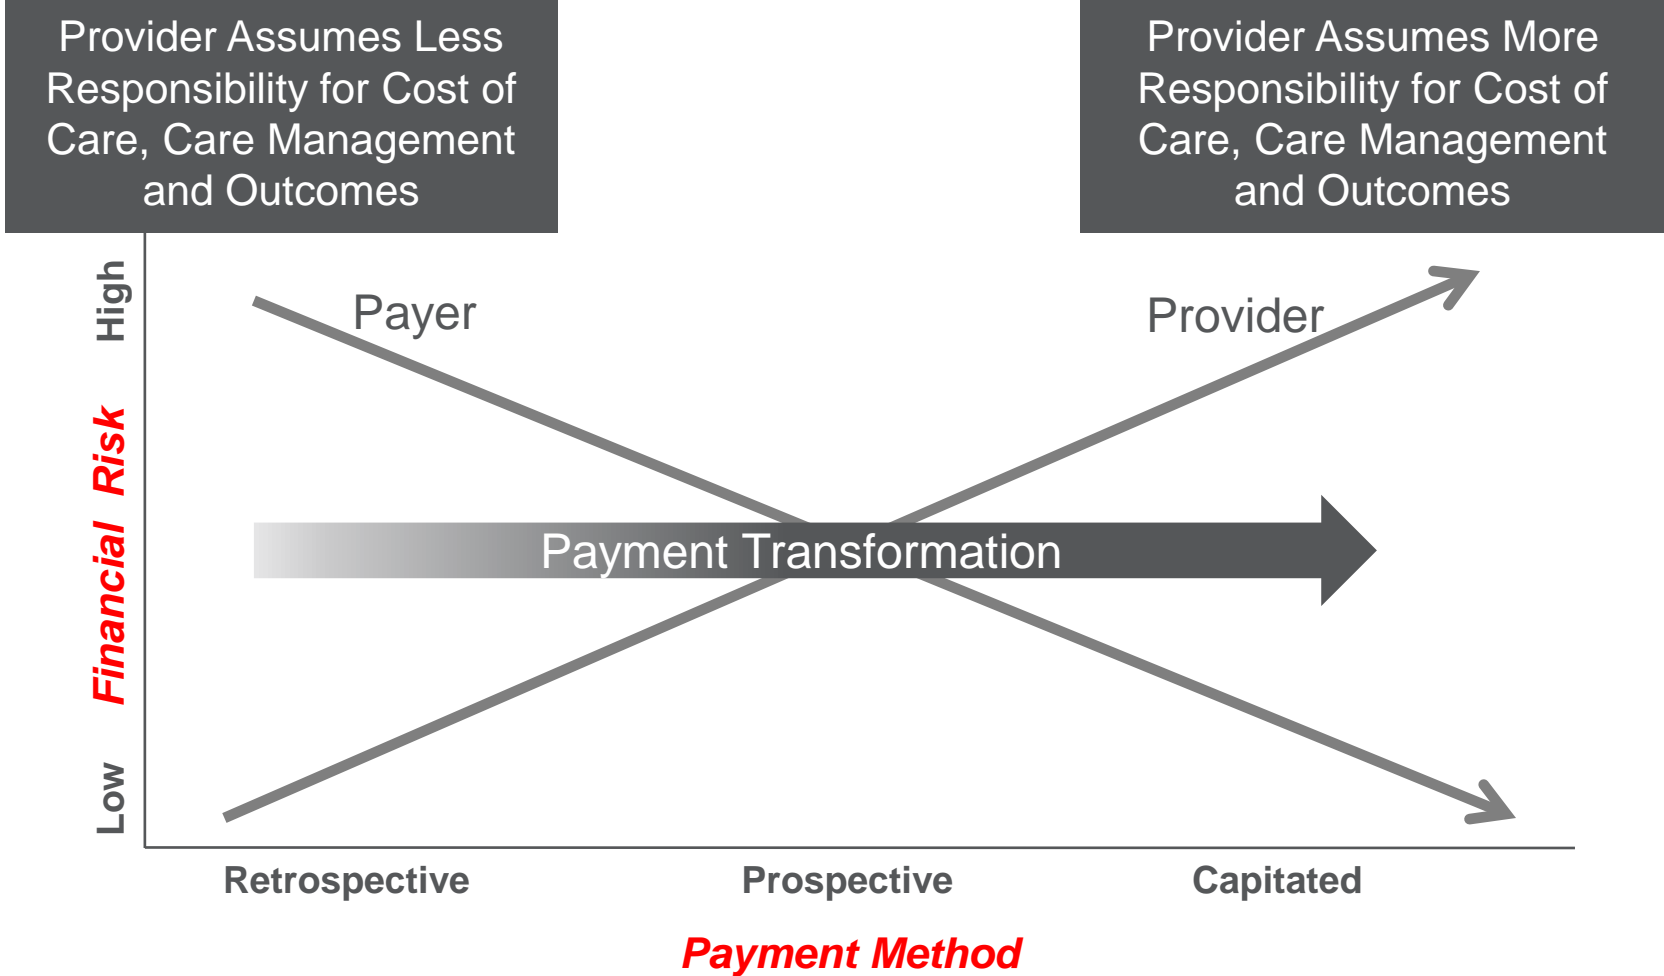 Provider Assumes Less
Responsibility for Cost of
Care, Care Management
and Outcomes
Provider Assumes More
Responsibility for Cost of
Care, Care Management
and Outcomes
High
Financial Risk
Low
Payer
Provider
Payment Transformation
Retrospective
Prospective
Capitated
Payment Method